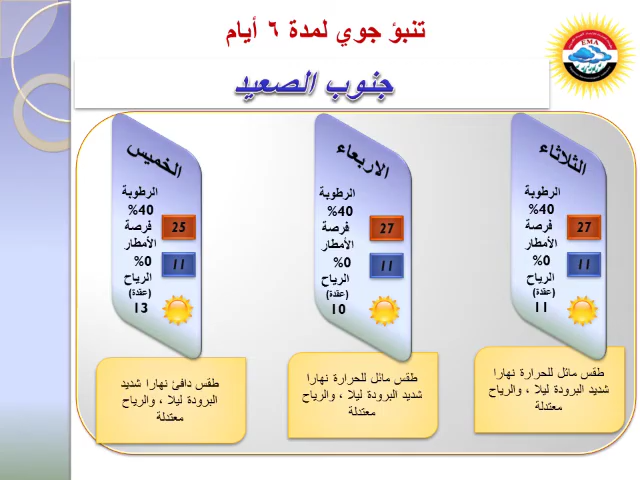 تنبؤ جوي لمدة ٦ أيام
EMA
جنوب الصعيد
الثلاثاء
الرطوبة
%40
فرصة
الأمطار
%0
الرياح
(عقدة)
11
27
11
طقس مائل للحرارة نهارا
شديد البرودة ليلا ، والرياح
معتدلة
الاربعاء
الرطوبة
%40
فرصة
الأمطار
%0
الرياح
(عقدة)
10
27
11
طقس مائل للحرارة نهارا
شديد البرودة ليلا ، والرياح
معتدلة
الخميس
الرطوبة
%40
فرصة
الأمطار
%0
الرياح
(عقدة)
13
25
11
طقس دافئ نهارا شديد
البرودة ليلا ، والرياح
معتدلة